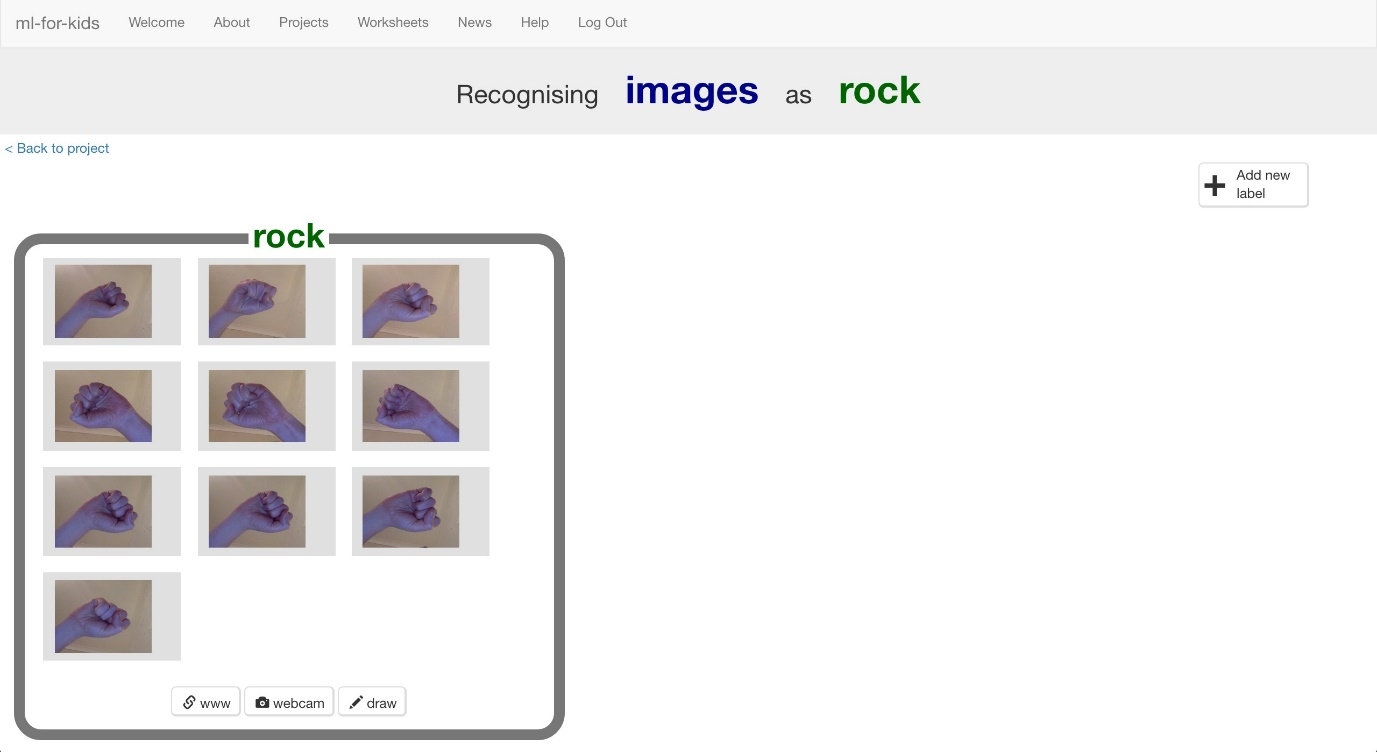 ml-for-kids Welcome About Projects Worksheets News Help Log Out
Recognising images as rock
< Back to project
Add new
label
rock
www webcam draw